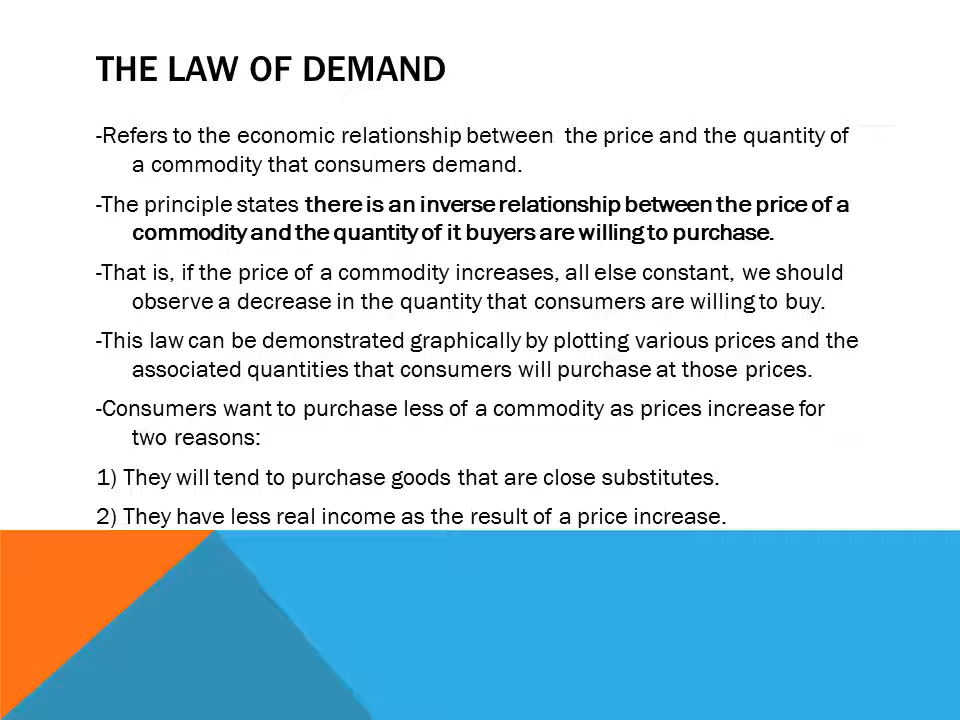 THE LAW OF DEMAND
-Refers to the economic relationship between the price and the quantity of
a commodity that consumers demand.
-The principle states there is an inverse relationship between the price of a
commodity and the quantity of it buyers are willing to purchase.
-That is, if the price of a commodity increases, all else constant, we should
observe a decrease in the quantity that consumers are willing to buy.
-This law can be demonstrated graphically by plotting various prices and the
associated quantities that consumers will purchase at those prices.
-Consumers want to purchase less of a commodity as prices increase for
two reasons:
1) They will tend to purchase goods that are close substitutes.
2) They have less real income as the result of a price increase.